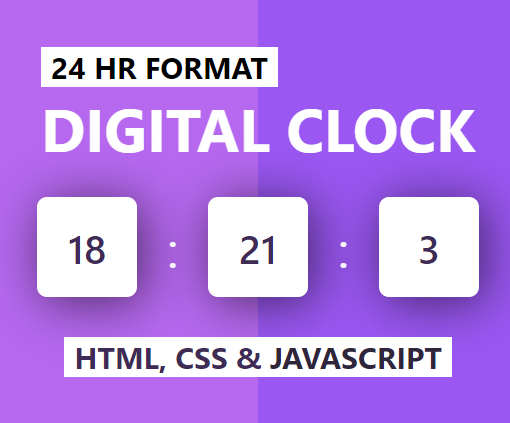 24 HR FORMAT
DIGITAL CLOCK
18 : 21 : 3
HTML, CSS & JAVASCRIPT